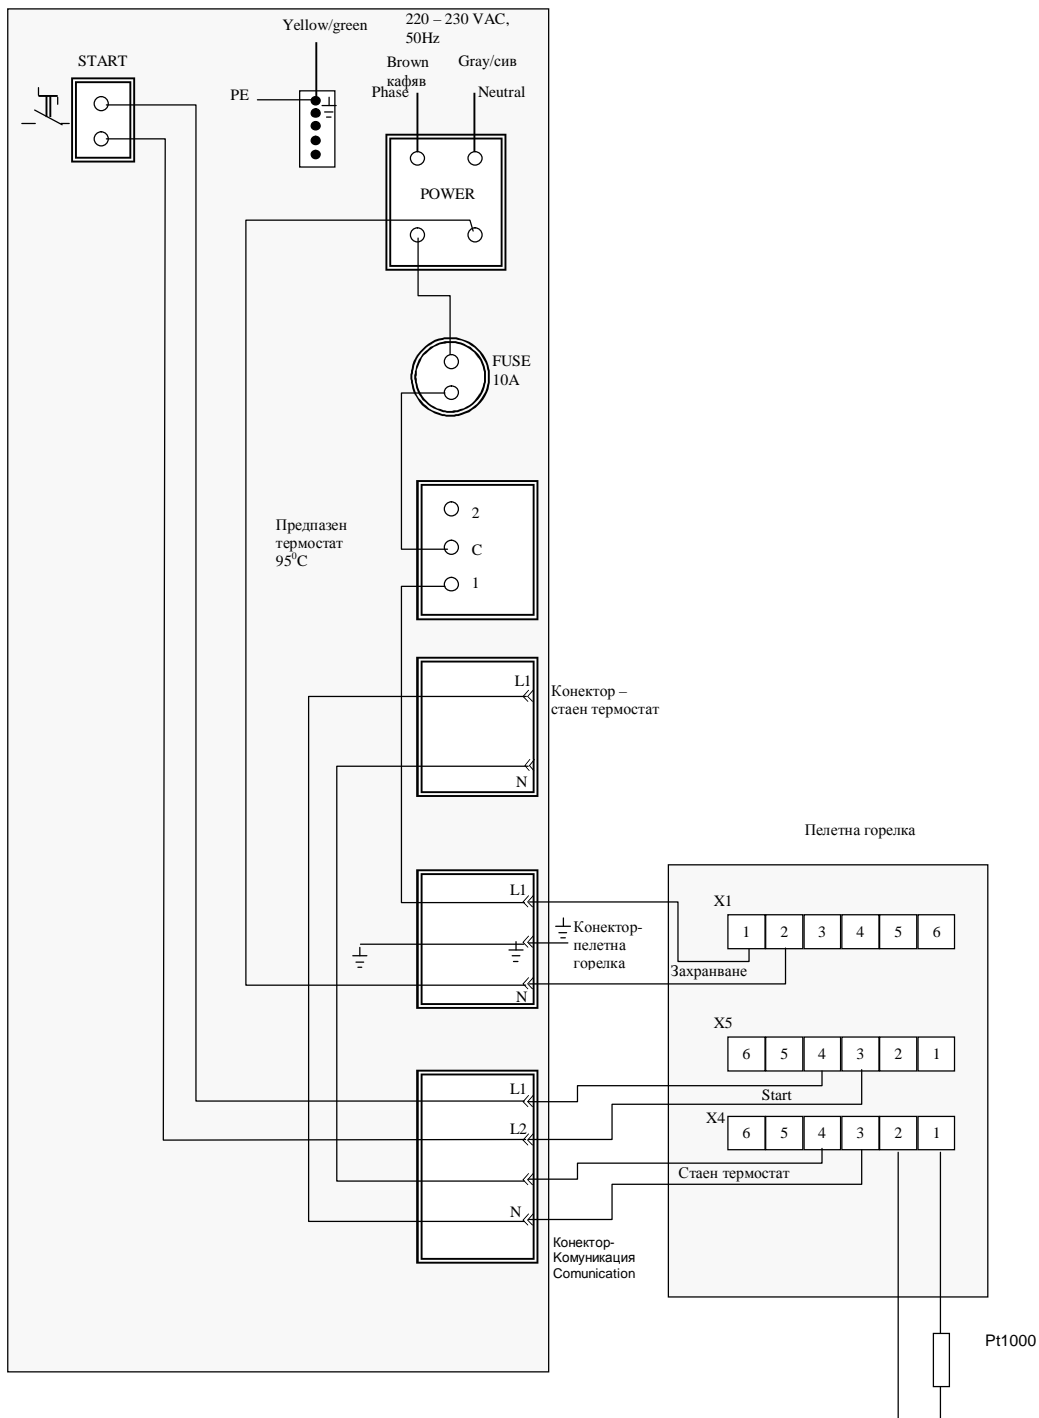 Yellow/green
220 – 230 VAC,
50Hz
START
Brown
кафяв
Phase
Gray/сив
Neutral
PE
POWER
FUSE
10A
2
C
1
Предпазен
термостат
95⁰C
L1
N
Конектор –
стаен термостат
Пелетна горелка
L1
N
Конектор-
пелетна
горелка
X1
1 2 3 4 5 6
Захранване
X5
6 5 4 3 2 1
Start
X4
6 5 4 3 2 1
Стаен термостат
L1
L2
N
Конектор-
Комуникация
Comunication
Pt1000